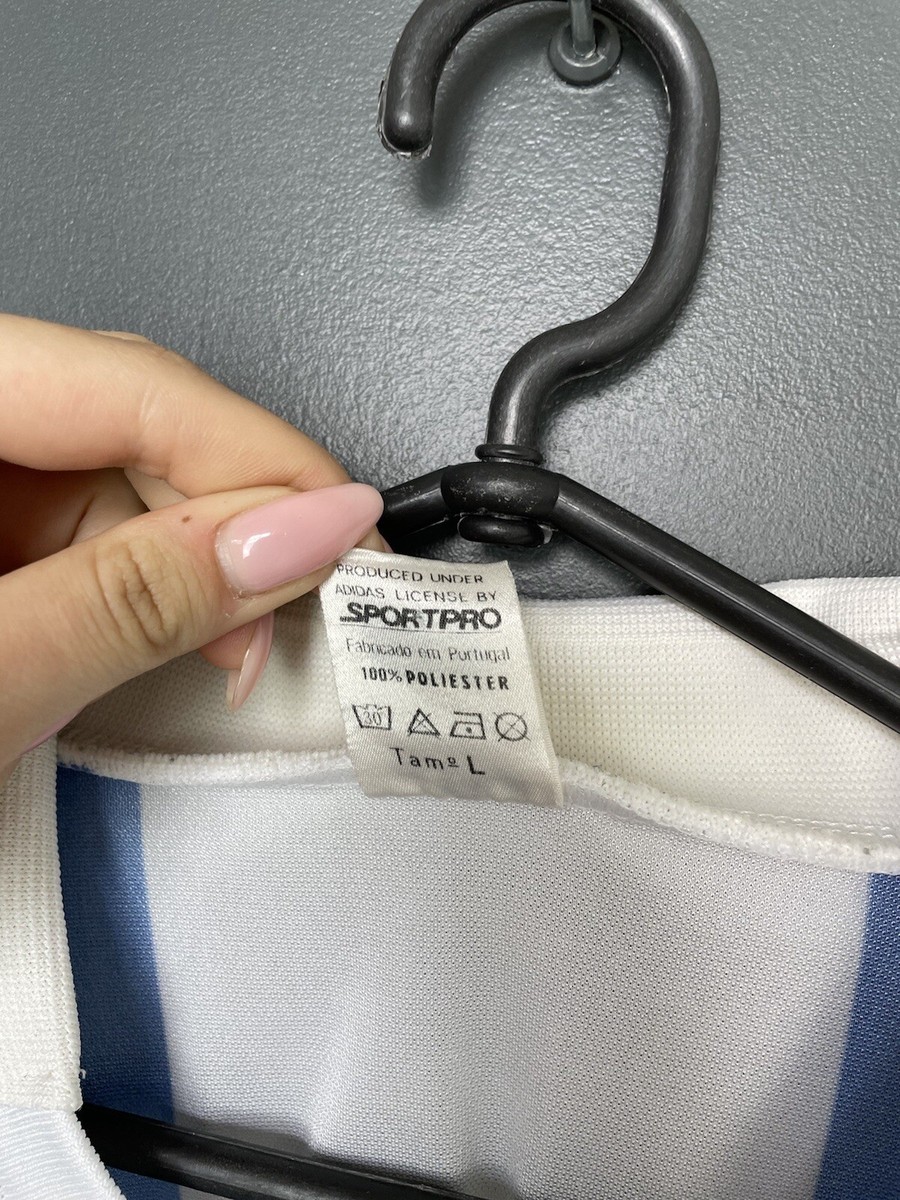 PRODUCED UNDER
ADIDAS LICENSE BY
SPORTPRO
Fabricado em Portugal
100% POLIESTER
30
Tamº L